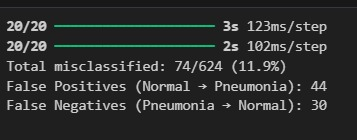 20/20 ━━━━━━━━━━━━━━━━━━━━ 3s 123ms/step
20/20 ━━━━━━━━━━━━━━━━━━━━ 2s 102ms/step
Total misclassified: 74/624 (11.9%)
False Positives (Normal → Pneumonia): 44
False Negatives (Pneumonia → Normal): 30